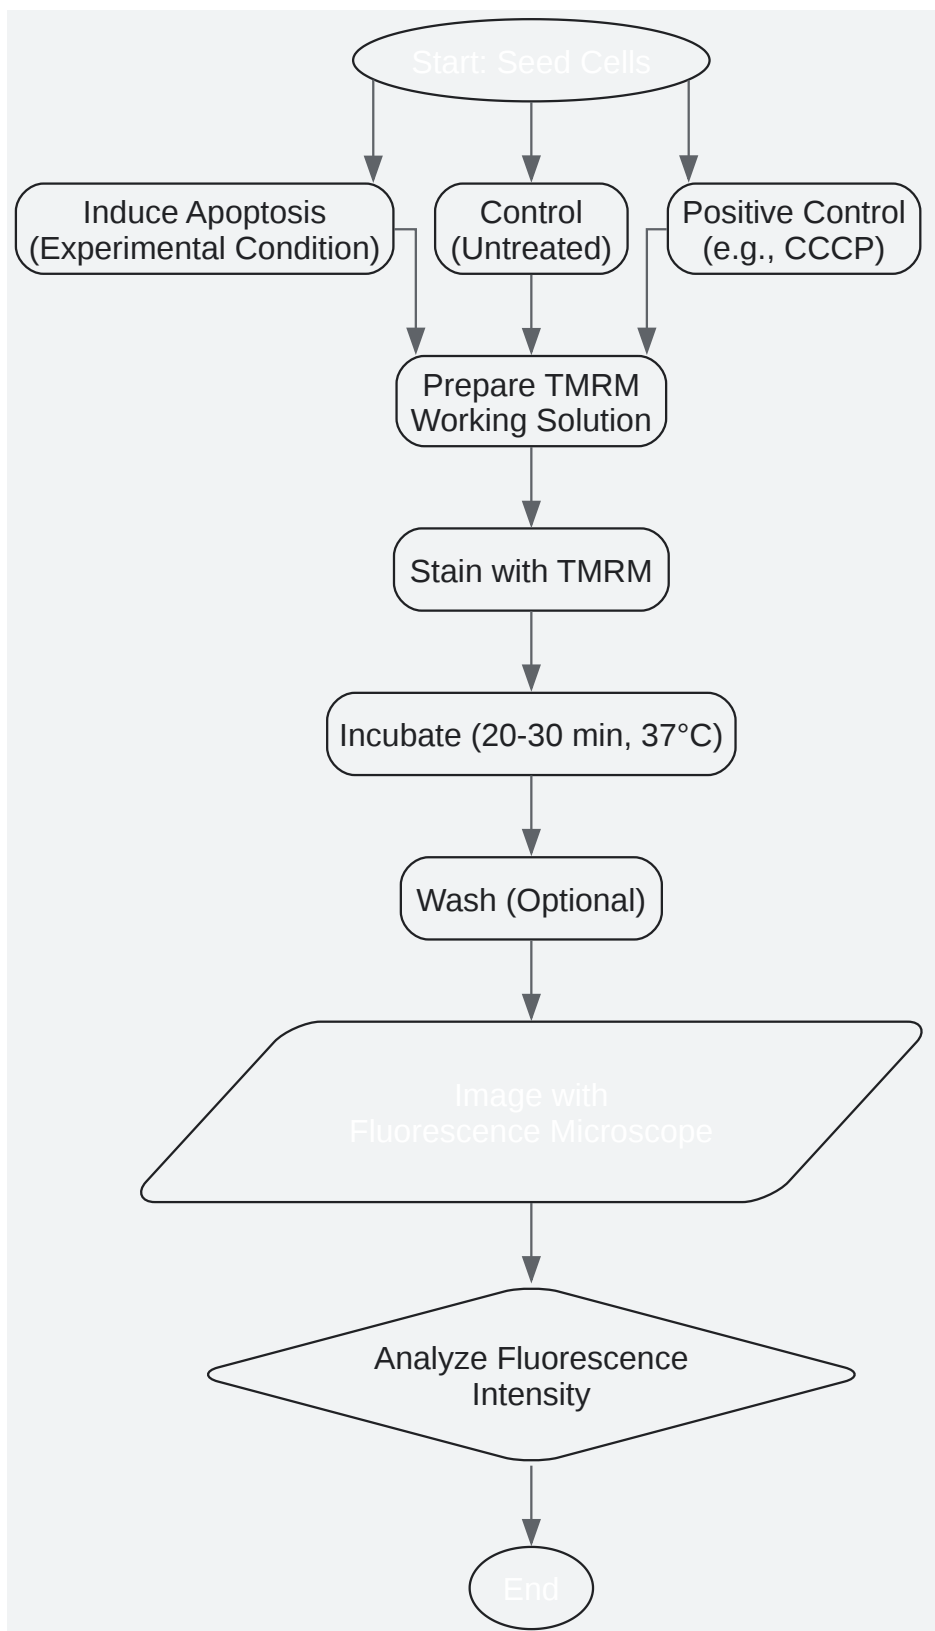 Start: Seed Cells
Induce Apoptosis
(Experimental Condition)
Control
(Untreated)
Positive Control
(e.g., CCCP)
Prepare TMRM
Working Solution
Stain with TMRM
Incubate (20-30 min, 37°C)
Wash (Optional)
Image with
Fluorescence Microscope
Analyze Fluorescence
Intensity
End